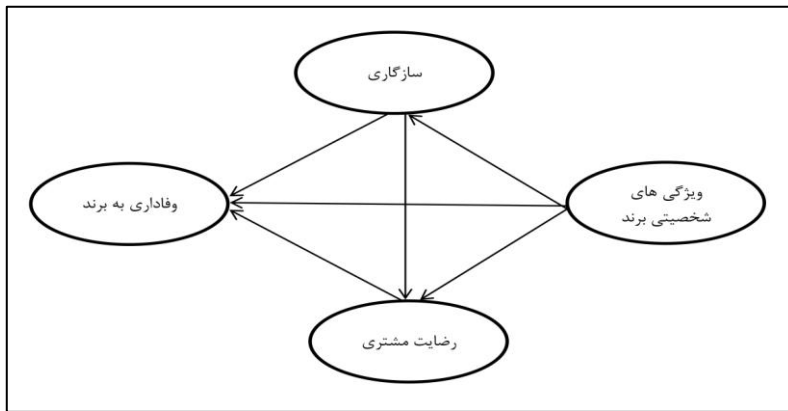 سازگاری
ویژگی های
شخصیتی برند
وفاداری به برند
رضایت مشتری